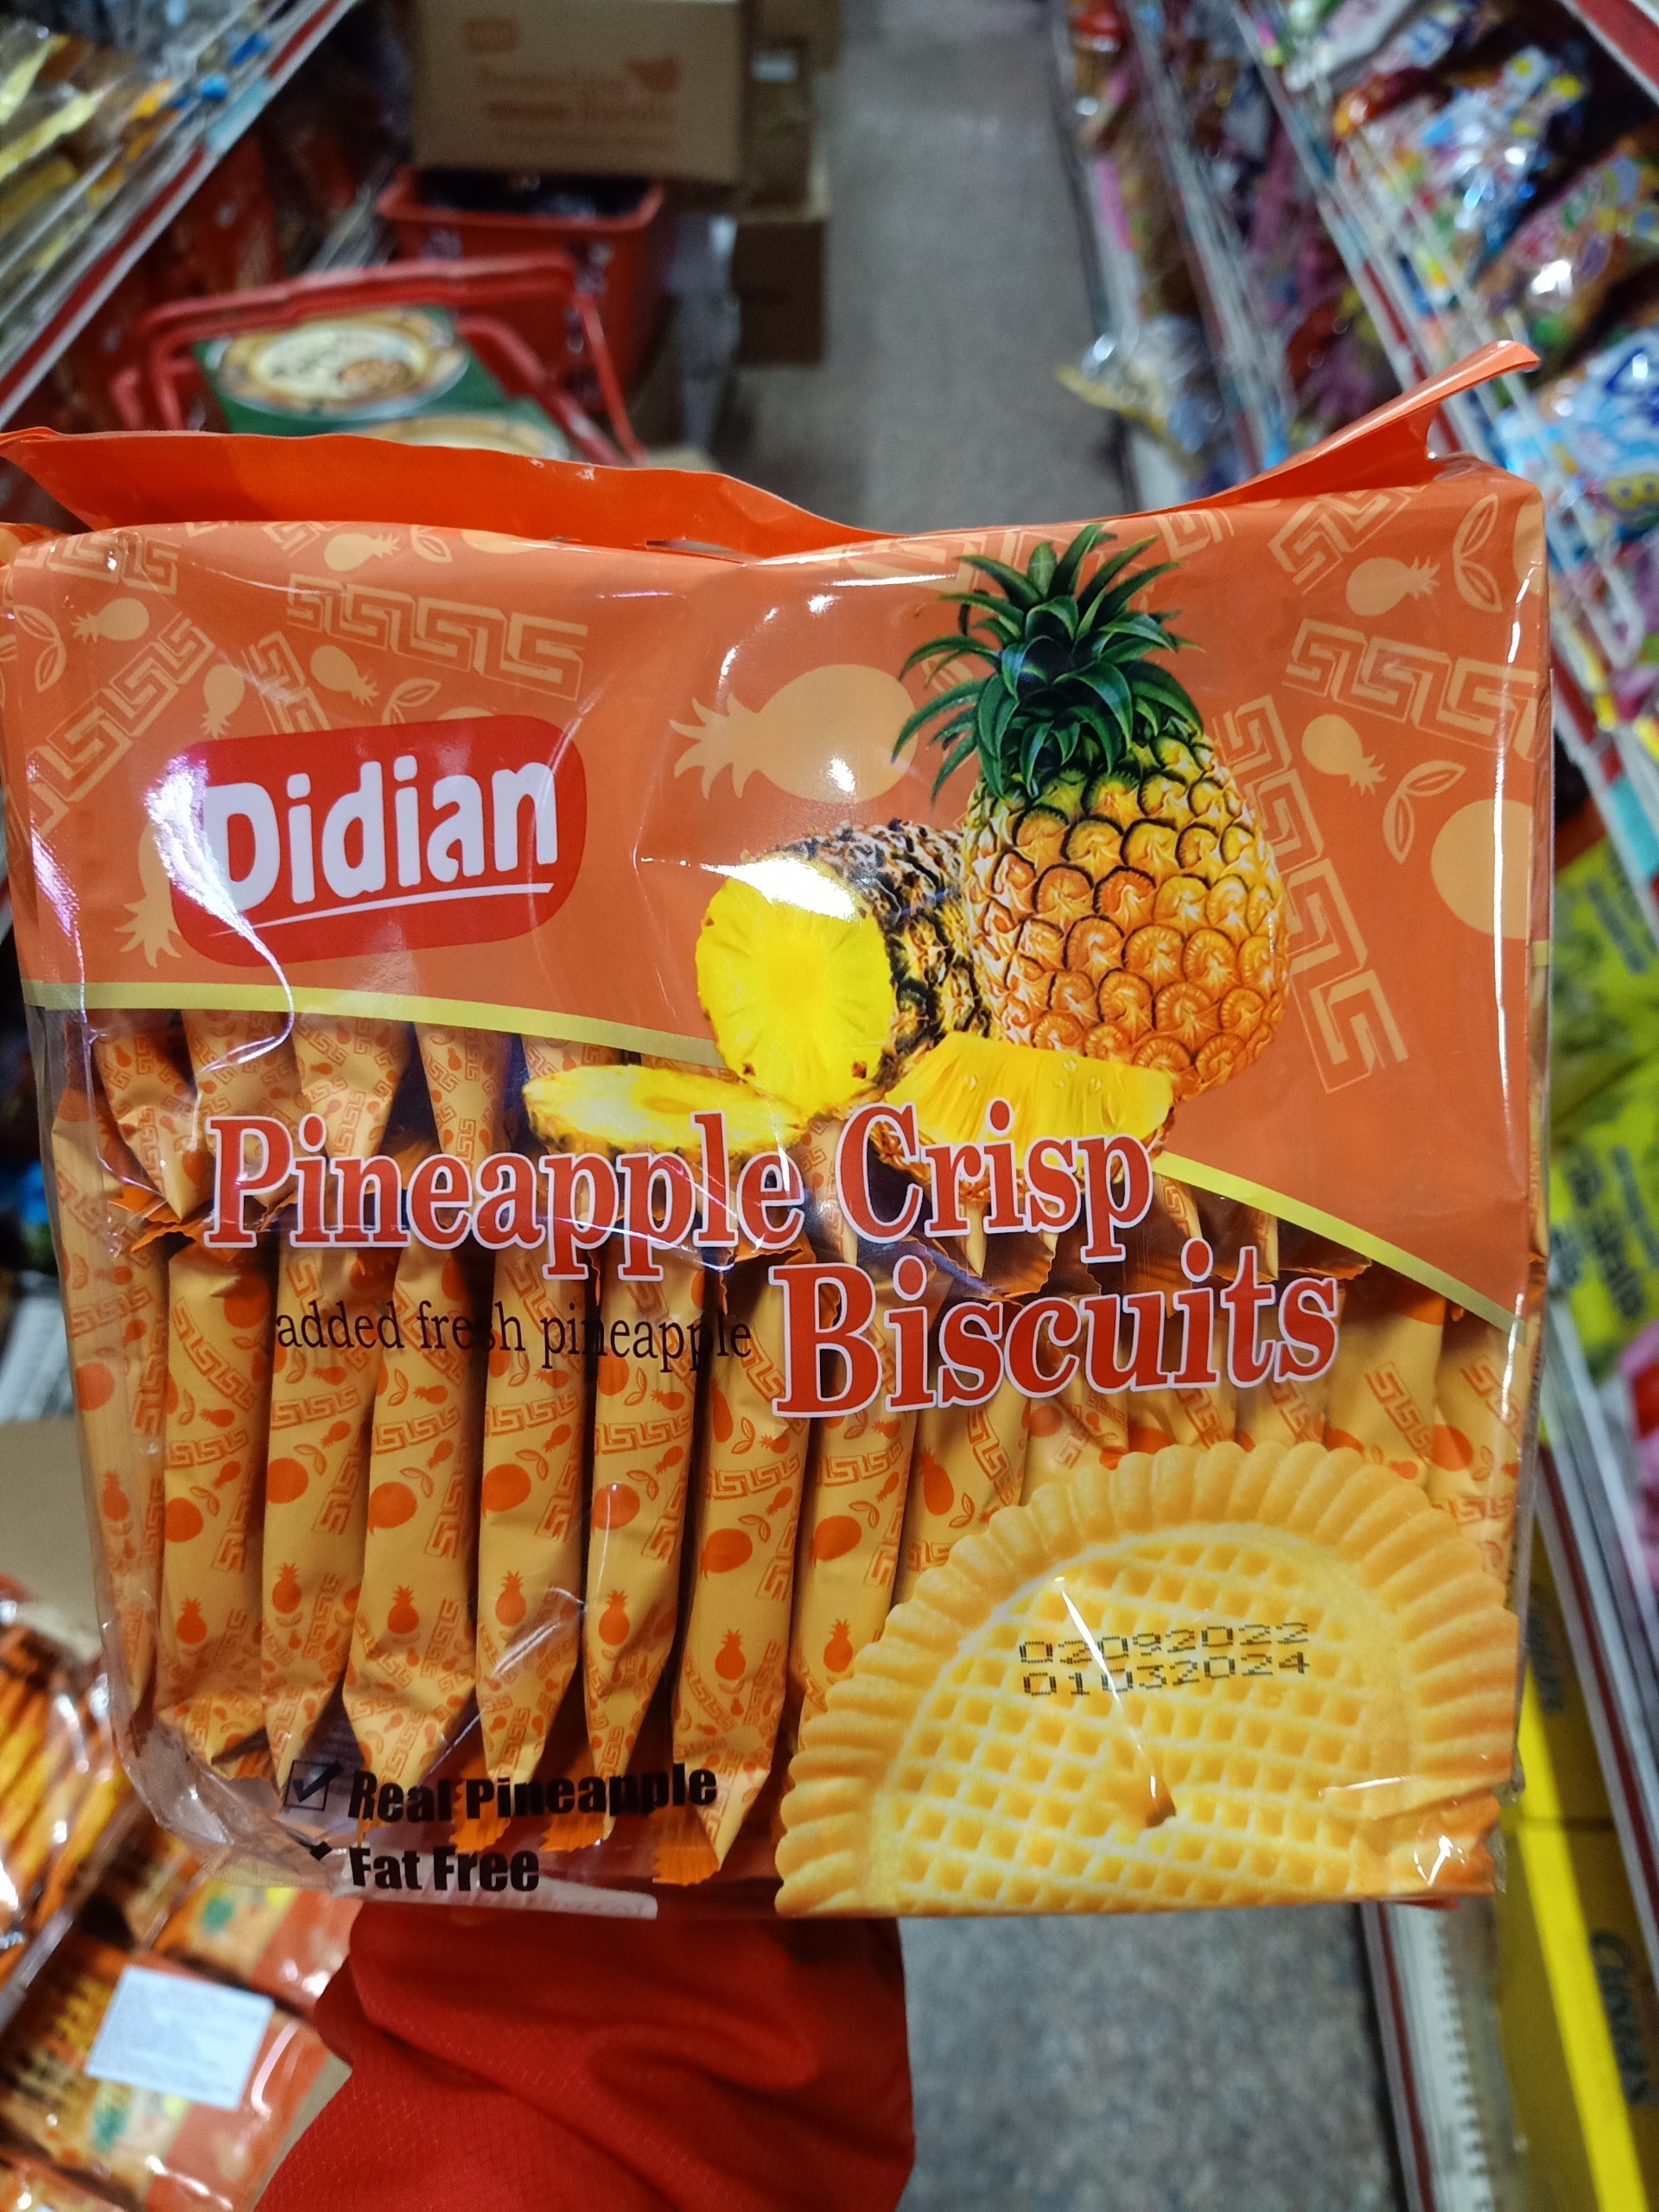 Didian
Pineapple Crisp
added fresh pineapple Biscuits
02092022
01032024
Real Pineapple
Fat Free